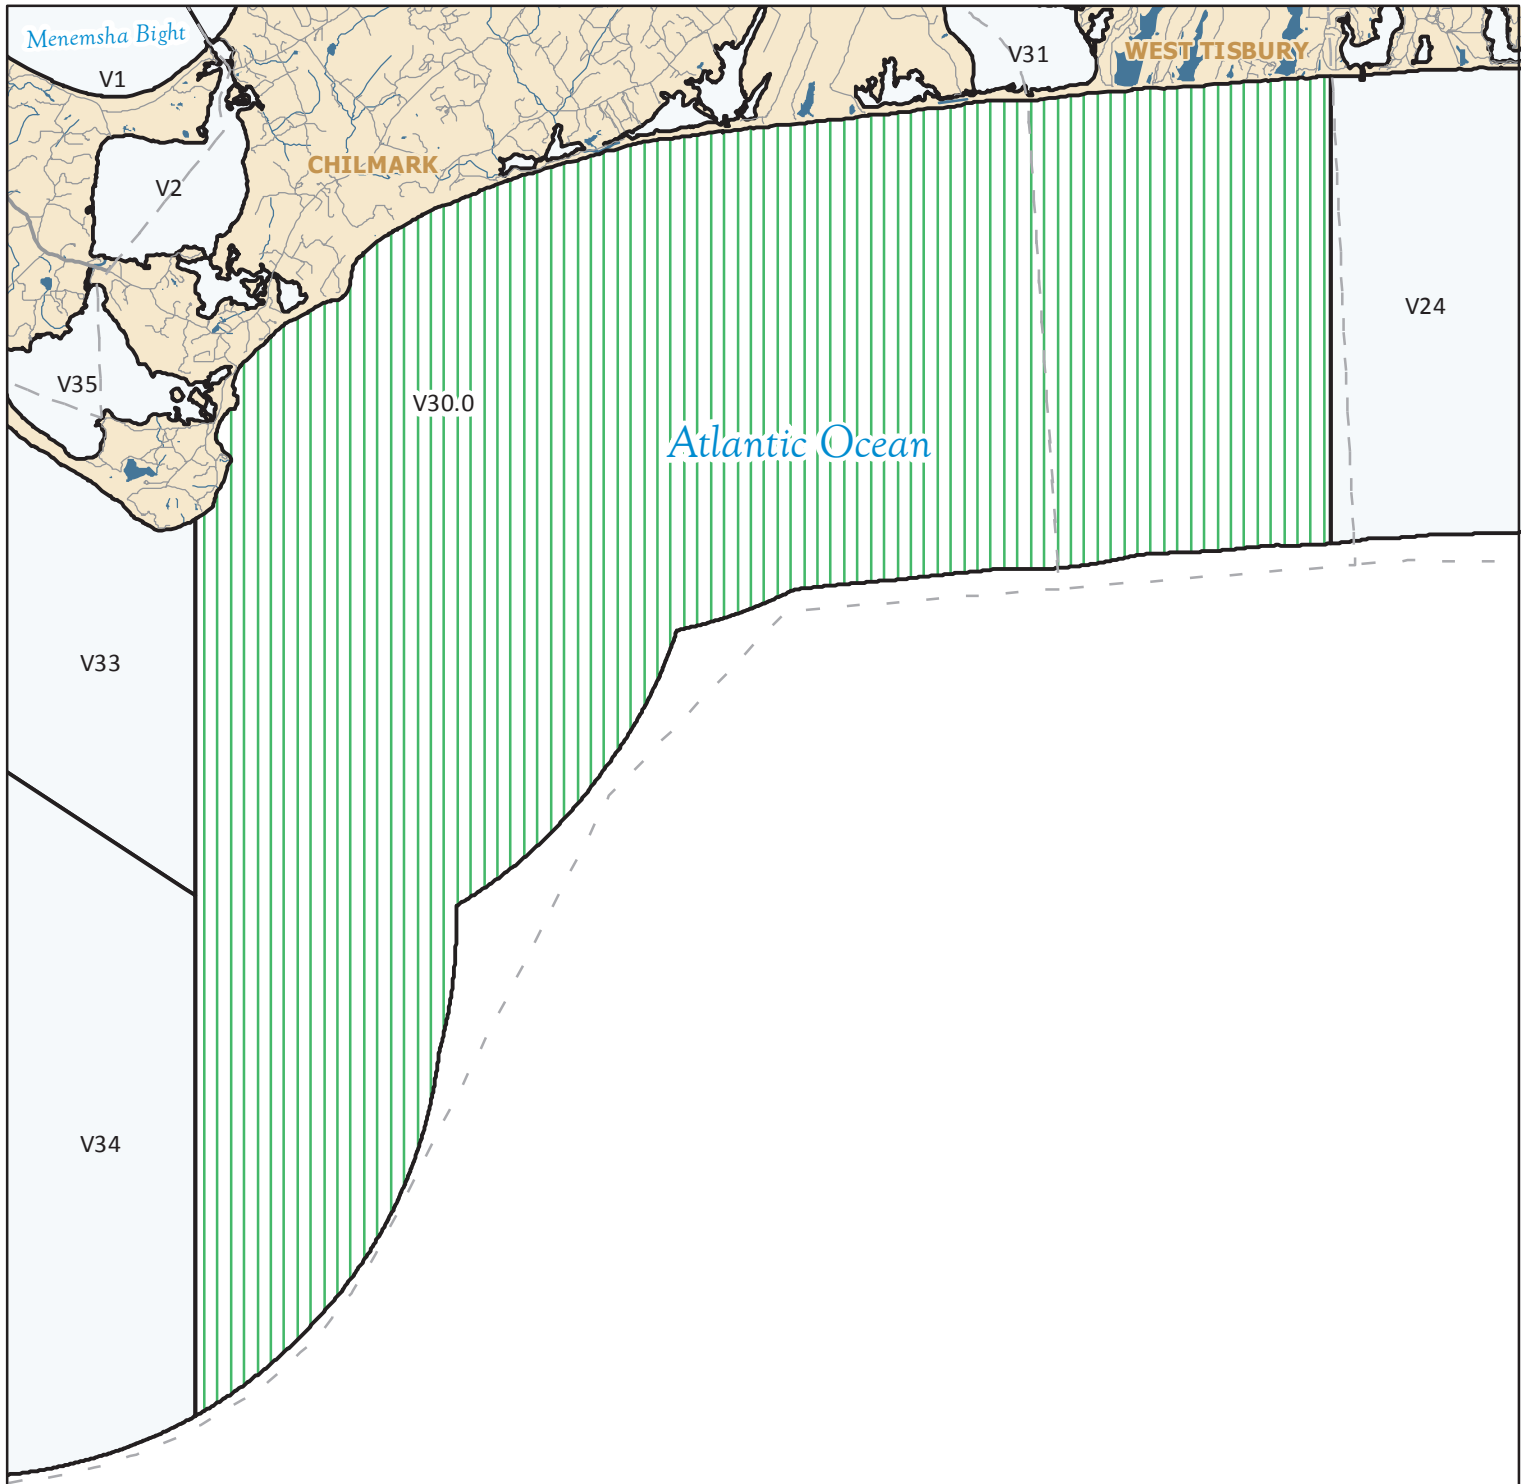 Menemsha Bight
V1
V31
WEST TISBURY
CHILMARK
V2
V24
V35
V30.0
Atlantic Ocean
V33
V34